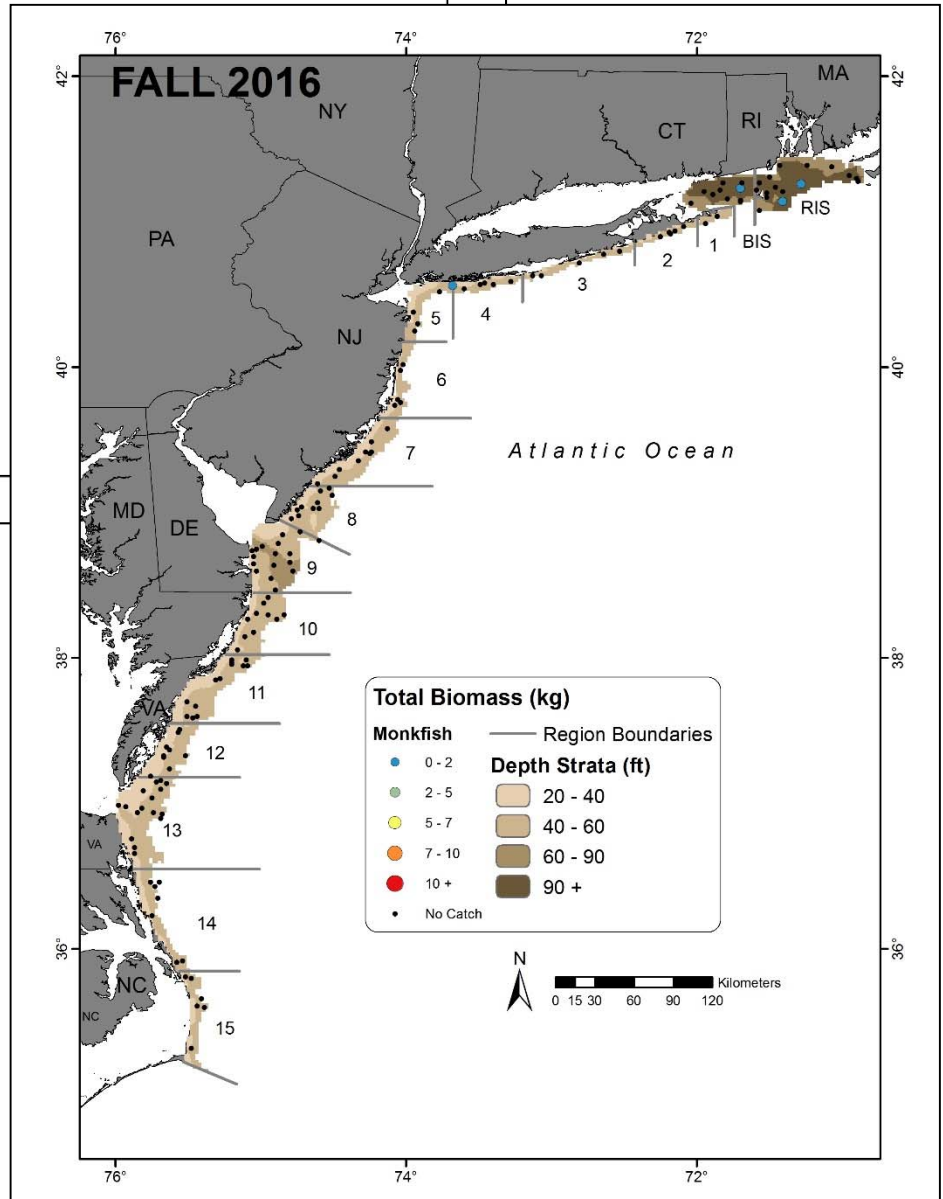 76°
74°
72°
42°
42°
FALL 2016
NY
MA
CT
RI
PA
RIS
BIS
1
2
3
4
5
NJ
40°
40°
6
7
Atlantic Ocean
MD
DE
8
9
10
38°
38°
11
VA
12
13
VA
14
NC
NC
15
36°
36°
Total Biomass (kg)
Monkfish
0 - 2
2 - 5
5 - 7
7 - 10
10 +
No Catch
Region Boundaries
Depth Strata (ft)
20 - 40
40 - 60
60 - 90
90 +
N
Kilometers
0 15 30 60 90 120
76°
74°
72°